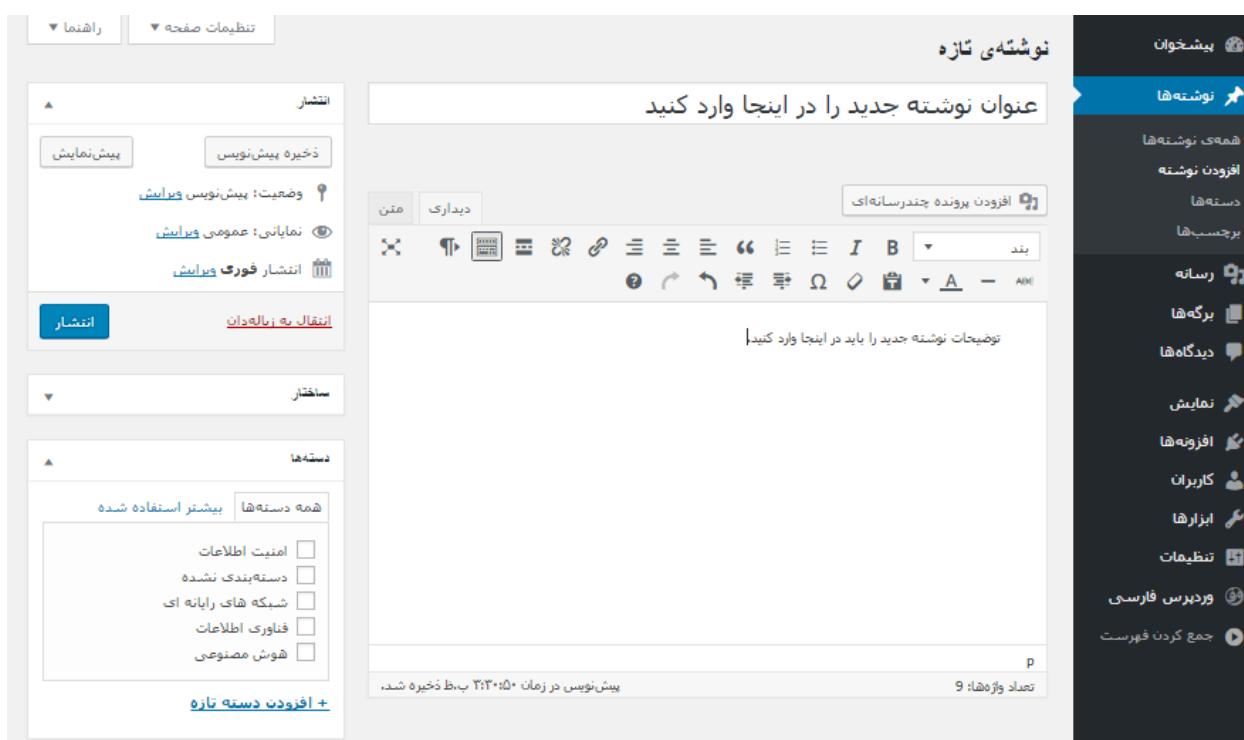 تنظیمات صفحه
راهنما
پیشخوان
نوشته‌ها
همه‌ی نوشته‌ها
افزودن نوشته
دسته‌ها
برچسب‌ها
رسانه
برگه‌ها
دیدگاه‌ها
نمایش
افزونه‌ها
کاربران
ابزارها
تنظیمات
وردپرس فارسی
جمع کردن فهرست
نوشته‌ی تازه
عنوان نوشته جدید را در اینجا وارد کنید
افزودن پرونده چندرسانه‌ای
دیداری
متن
بند
B I
ABC
A Ω
توضیحات نوشته جدید را باید در اینجا وارد کنید.
p
تعداد واژه‌ها: 9
پیش‌نویس در زمان ۳:۳۰:۵۰ ب.ظ ذخیره شد.
انتشار
ذخیره پیش‌نویس
پیش‌نمایش
وضعیت: پیش‌نویس ویرایش
نمایانی: عمومی ویرایش
انتشار فوری ویرایش
انتقال به زباله‌دان
انتشار
ساختار
دسته‌ها
همه دسته‌ها
بیشتر استفاده شده
امنیت اطلاعات
دسته‌بندی نشده
شبکه های رایانه ای
فناوری اطلاعات
هوش مصنوعی
+ افزودن دسته تازه